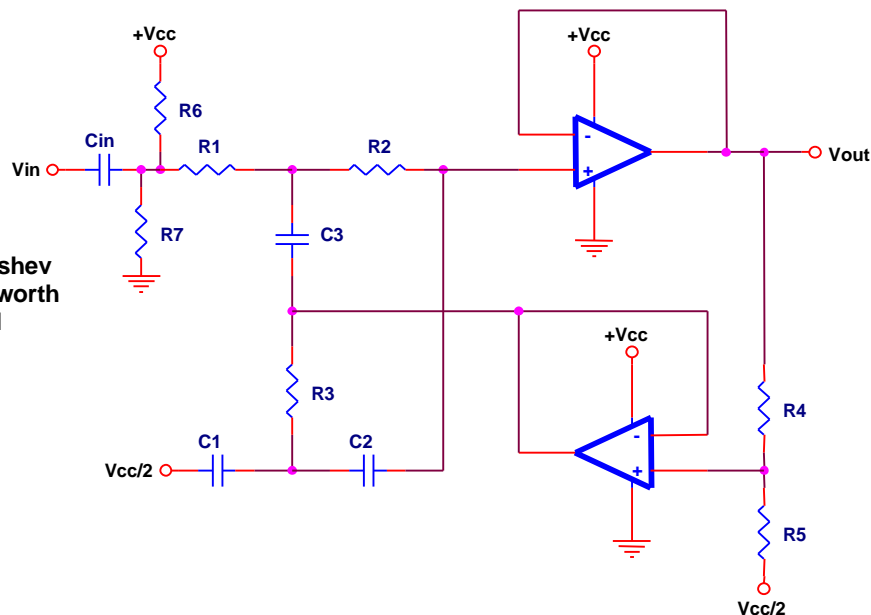 +Vcc
+Vcc
R6
Cin
R1
R2
-
Vin
+
Vout
R7
C3
shev
worth
+Vcc
R3
R4
-
C1
C2
Vcc/2
+
R5
Vcc/2